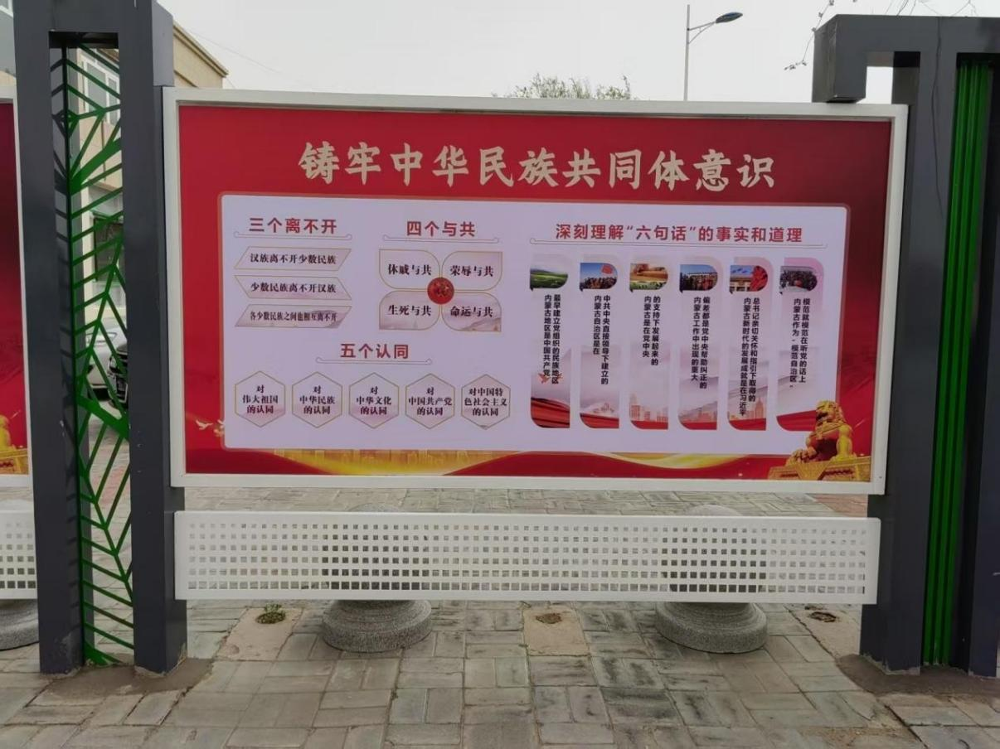 铸牢中华民族共同体意识
三个离不开
汉族离不开少数民族
少数民族离不开汉族
各少数民族之间也相互离不开
四个与共
休戚与共
荣辱与共
生死与共
命运与共
五个认同
对
伟大祖国
的认同
对
中华民族
的认同
对
中华文化
的认同
对
中国共产党
的认同
对中国特
色社会主义
的认同
深刻理解“六句话”的事实和道理
内蒙古地区是中国共产党
最早建立党组织的民族地区
内蒙古自治区是在
中共中央直接领导下建立的
内蒙古是在党中央
的支持下发展起来的
内蒙古工作中出现的重大
偏差都是党中央帮助纠正的
内蒙古新时代的发展成就是在习近平
总书记亲切关怀和指引下取得的
内蒙古作为“模范自治区”
模范就模范在听党的话上